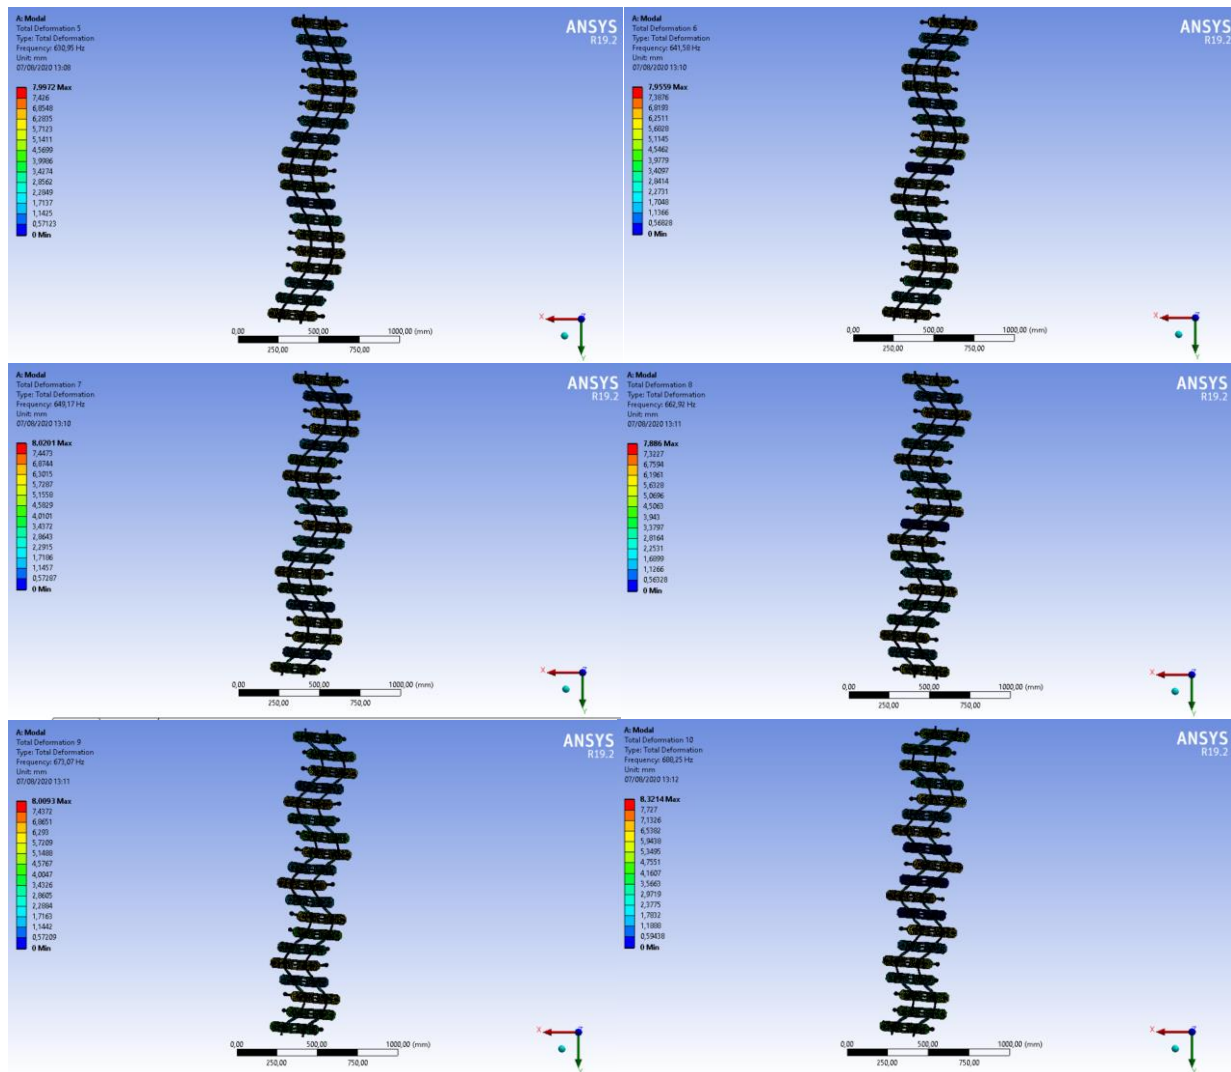 A: Modal
Total Deformation 5
Type: Total Deformation
Frequency: 630,95 Hz
Unit: mm
07/08/2020 13:08
7,9972 Max
7,426
6,8548
6,2835
5,7123
5,1411
4,5699
3,9986
3,4274
2,8562
2,2849
1,7137
1,1425
0,57123
0 Min
ANSYS
R19.2
X
Y
Z
0,00 500,00 1000,00 (mm)
250,00 750,00
A: Modal
Total Deformation 6
Type: Total Deformation
Frequency: 641,58 Hz
Unit: mm
07/08/2020 13:10
7,9559 Max
7,3876
6,8193
6,2511
5,6828
5,1145
4,5462
3,9779
3,4097
2,8414
2,2731
1,7048
1,1366
0,56828
0 Min
ANSYS
R19.2
X
Y
Z
0,00 500,00 1000,00 (mm)
250,00 750,00
A: Modal
Total Deformation 7
Type: Total Deformation
Frequency: 649,17 Hz
Unit: mm
07/08/2020 13:10
8,0201 Max
7,4473
6,8744
6,3015
5,7287
5,1558
4,5829
4,0101
3,4372
2,8643
2,2915
1,7186
1,1457
0,57287
0 Min
ANSYS
R19.2
X
Y
Z
0,00 500,00 1000,00 (mm)
250,00 750,00
A: Modal
Total Deformation 8
Type: Total Deformation
Frequency: 662,92 Hz
Unit: mm
07/08/2020 13:11
7,886 Max
7,3227
6,7594
6,1961
5,6328
5,0696
4,5063
3,943
3,3797
2,8164
2,2531
1,6899
1,1266
0,56328
0 Min
ANSYS
R19.2
X
Y
Z
0,00 500,00 1000,00 (mm)
250,00 750,00
A: Modal
Total Deformation 9
Type: Total Deformation
Frequency: 673,07 Hz
Unit: mm
07/08/2020 13:11
8,0093 Max
7,4372
6,8651
6,293
5,7209
5,1488
4,5767
4,0047
3,4326
2,8605
2,2884
1,7163
1,1442
0,57209
0 Min
ANSYS
R19.2
X
Y
Z
0,00 500,00 1000,00 (mm)
250,00 750,00
A: Modal
Total Deformation 10
Type: Total Deformation
Hz
Unit: mm
07/08/2020 13:12
8,3214 Max
7,727
7,1326
6,5382
5,9438
5,3495
4,7551
4,1607
3,5663
2,9719
2,3775
1,7832
1,1888
0,59438
0 Min
ANSYS
R19.2
X
Y
Z
0,00 500,00 1000,00 (mm)
250,00 750,00